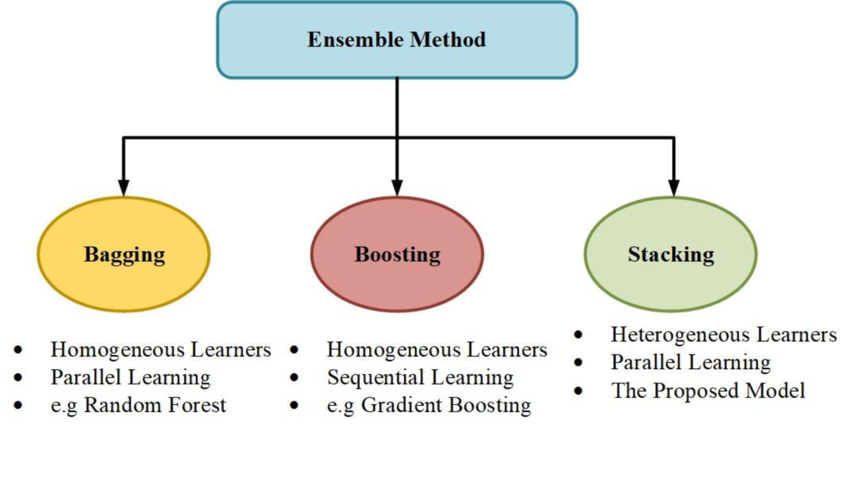 Ensemble Method
Bagging
Boosting
Stacking
• Homogeneous Learners
• Parallel Learning
• e.g Random Forest
• Homogeneous Learners
• Sequential Learning
• e.g Gradient Boosting
• Heterogeneous Learners
• Parallel Learning
• The Proposed Model